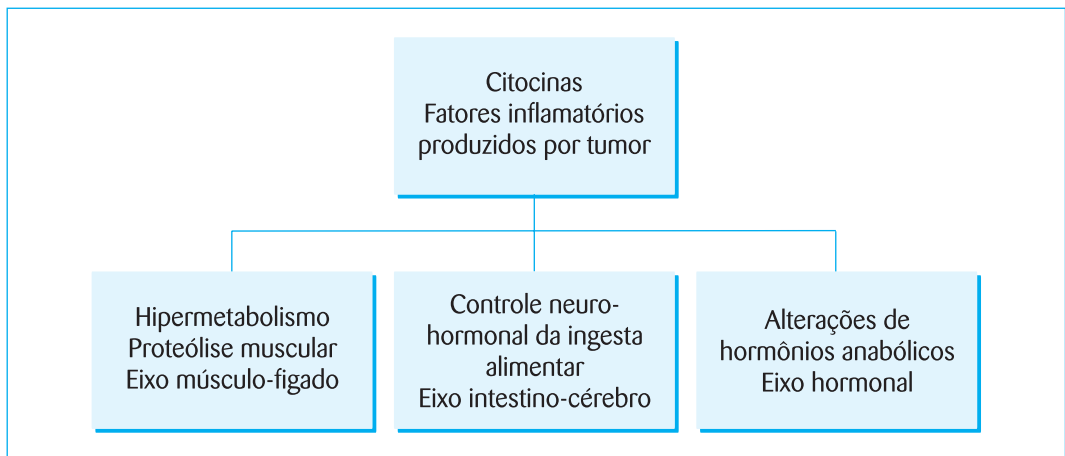 Citocinas
Fatores inflamatórios
produzidos por tumor
Hipermetabolismo
Proteólise muscular
Eixo músculo-figado
Controle neuro-
hormonal da ingesta
alimentar
Eixo intestino-cérebro
Alterações de
hormônios anabólicos
Eixo hormonal